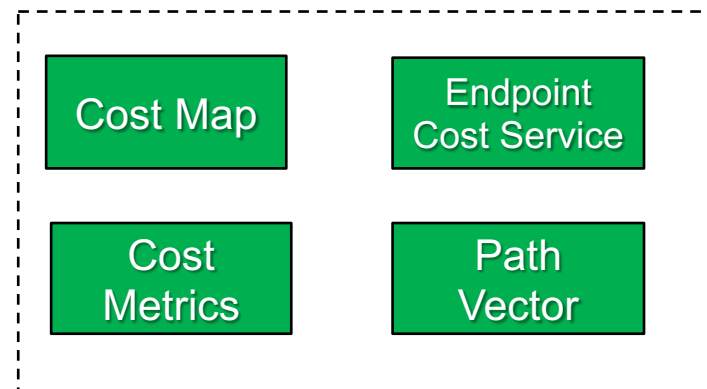 Cost Map
Endpoint
Cost Service
Cost
Metrics
Path
Vector